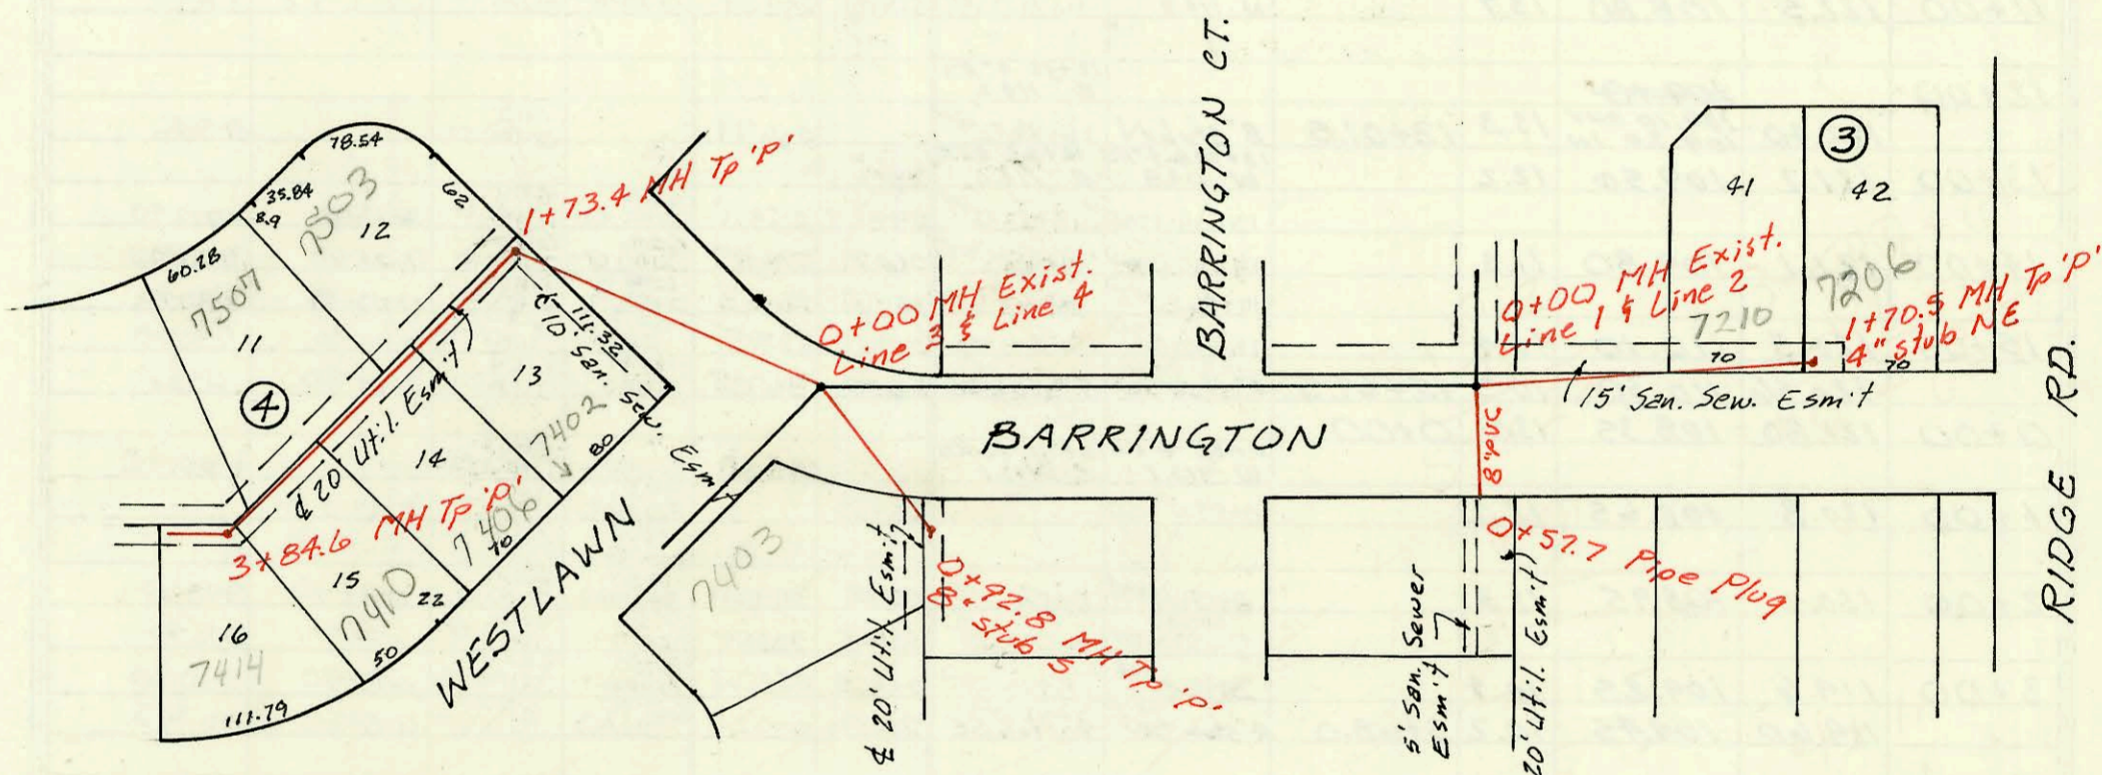 BARRINGTON CT.
78.54
35.84
8.9
7503
12
62
60.28
7507
11
4
1+73.4 MH Tp 'P'
¢ 20' Util. Esm't
111.32
¢ 10' San. Sew. Esm't
13
7402
80
14
7406
70
3+84.6 MH Tp 'P'
15
7410
22
50
16
7414
111.79
WESTLAWN
0+00 MH Exist.
Line 3 & Line 4
BARRINGTON
7403
¢ 20' Util Esm't
0+92.8 MH Tp. 'P'
8" stub S
3
41
42
0+00 MH Exist.
Line 1 & Line 2
7210
7206
1+70.5 MH Tp 'P'
4" stub NE
70
70
15' San. Sew. Esm't
8" PVC
0+57.7 Pipe Plug
5' San. Sewer
Esm't
20' Util. Esm't
RIDGE RD.